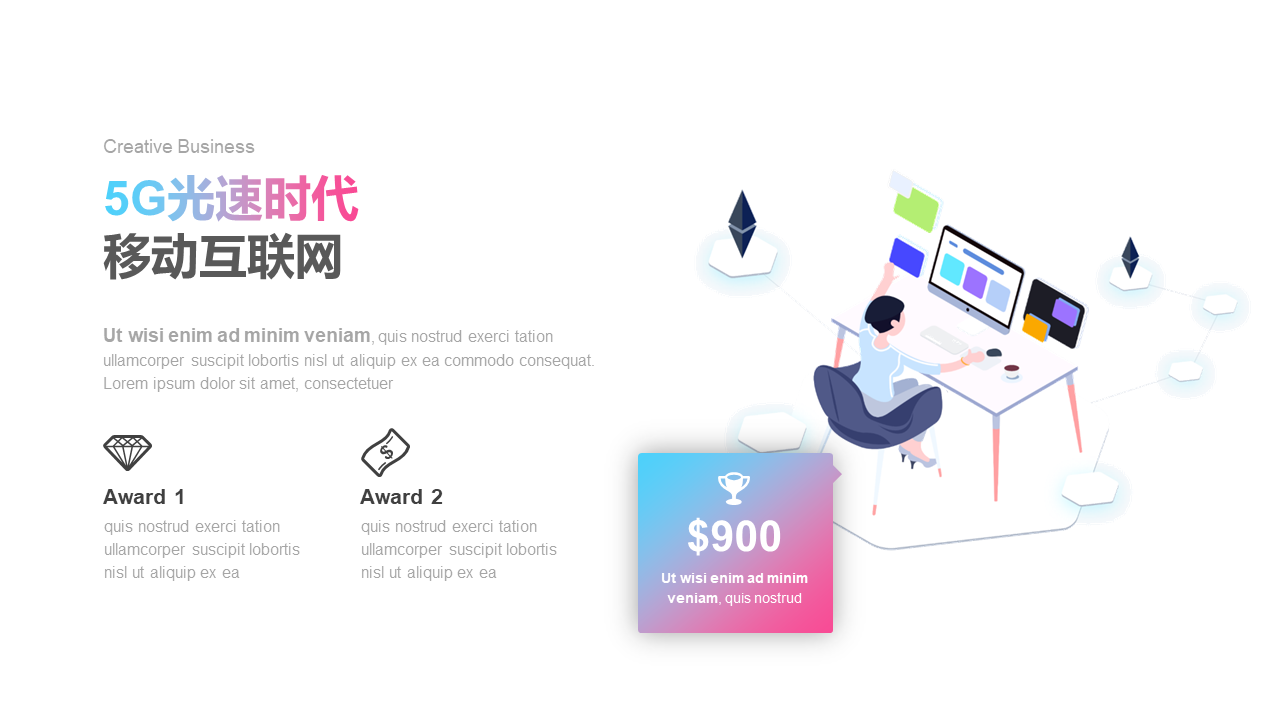 Creative Business
5G光速时代
移动互联网
Ut wisi enim ad minim veniam, quis nostrud exerci tation
ullamcorper suscipit lobortis nisl ut aliquip ex ea commodo consequat.
Lorem ipsum dolor sit amet, consectetuer
Award 1
quis nostrud exerci tation
ullamcorper suscipit lobortis
nisl ut aliquip ex ea
Award 2
quis nostrud exerci tation
ullamcorper suscipit lobortis
nisl ut aliquip ex ea
$900
Ut wisi enim ad minim
veniam, quis nostrud